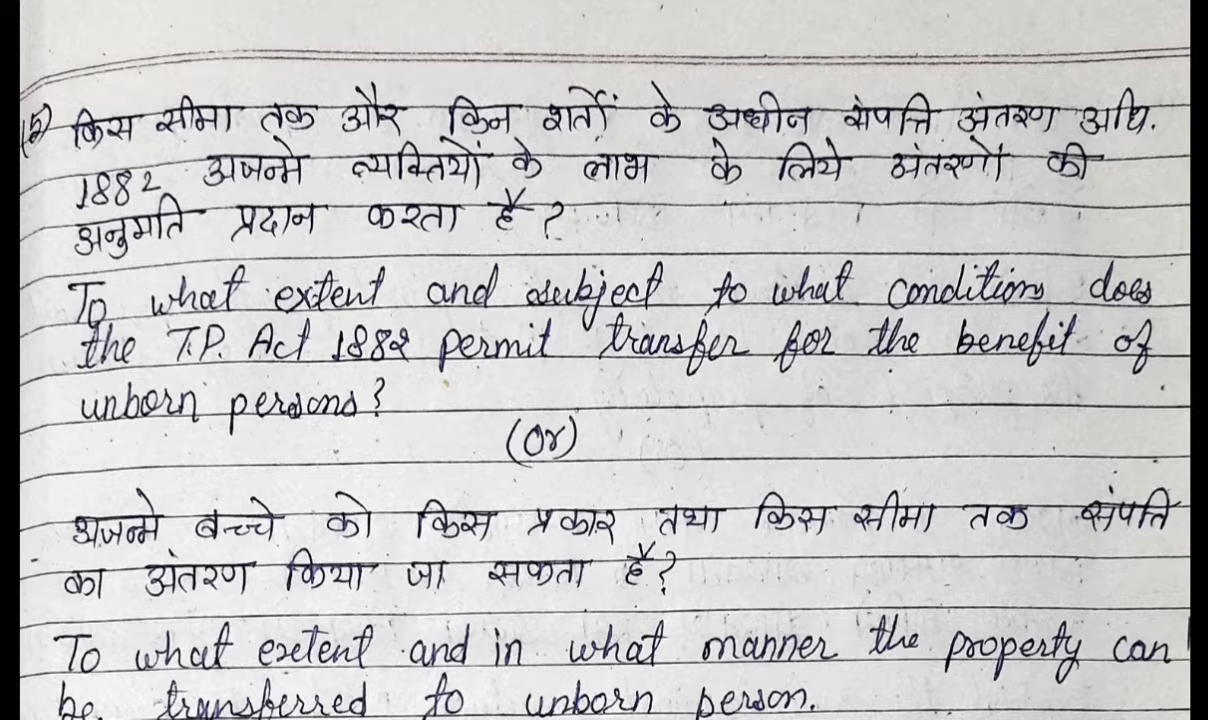 किस सीमा तक और किन शर्तों के अधीन संपत्ति अंतरण अधि.
1882 अजन्मे व्यक्तियों के लाभ के लिये अंतरणों की
अनुमति प्रदान करता है ?
To what extent and subject to what conditions does
the T.P. Act 1882 permit transfer for the benefit of
unborn persons?
(Or)
अजन्मे बच्चे को किस प्रकार तथा किस सीमा तक संपत्ति
का अंतरण किया जा सकता है?
To what extent and in what manner the property can
be transferred to unborn person.